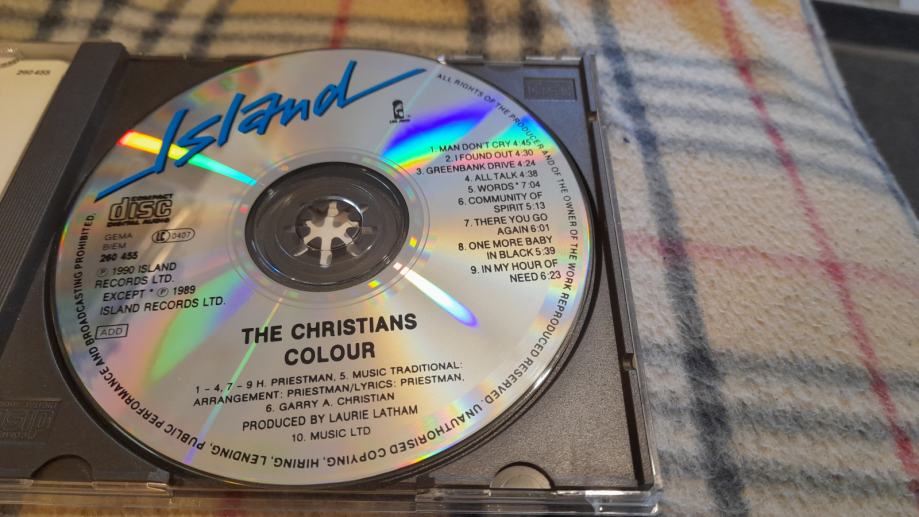 260 455
Island
COMPACT
disc
DIGITAL AUDIO
GEMA
BIEM
LC 0407
260 455
℗ 1990 ISLAND
RECORDS LTD.
EXCEPT * ℗ 1989
ISLAND RECORDS LTD.
ADD
1. MAN DON'T CRY 4:45
2. I FOUND OUT 4:30
3. GREENBANK DRIVE 4:24
4. ALL TALK 4:38
5. WORDS* 7:04
6. COMMUNITY OF
SPIRIT 5:13
7. THERE YOU GO
AGAIN 6:01
8. ONE MORE BABY
IN BLACK 5:39
9. IN MY HOUR OF
NEED 6:23
THE CHRISTIANS
COLOUR
1 – 4, 7 – 9 H. PRIESTMAN, 5. MUSIC TRADITIONAL:
ARRANGEMENT: PRIESTMAN/LYRICS: PRIESTMAN,
6. GARRY A. CHRISTIAN
PRODUCED BY LAURIE LATHAM
10. MUSIC LTD
ALL RIGHTS OF THE PRODUCER AND OF THE OWNER OF THE WORK REPRODUCED RESERVED. UNAUTHORISED COPYING, HIRING, LENDING, PUBLIC PERFORMANCE AND BROADCASTING PROHIBITED.